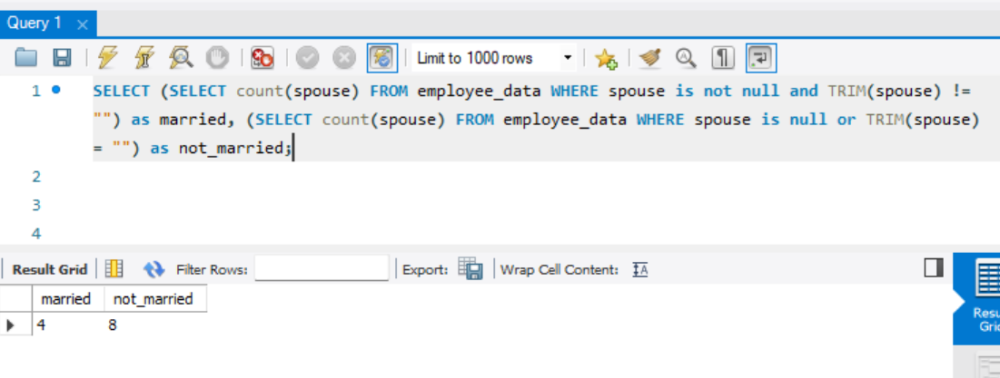 Query 1
Limit to 1000 rows
1
SELECT (SELECT count(spouse) FROM employee_data WHERE spouse is not null and TRIM(spouse) !=
"") as married, (SELECT count(spouse) FROM employee_data WHERE spouse is null or TRIM(spouse)
= "") as not_married;
2
3
4
Result Grid Filter Rows: Export: Wrap Cell Content:
married not_married
4 8